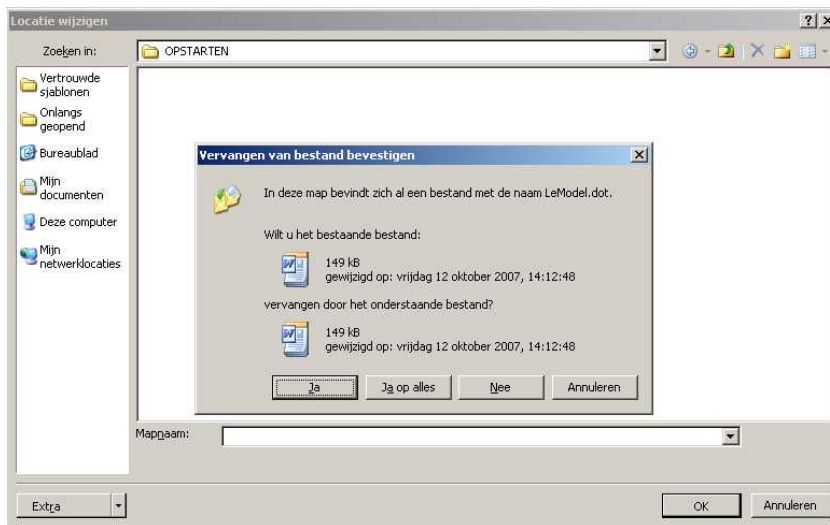 Locatie wijzigen
Zoeken in:
OPSTARTEN
Vertrouwde
sjablonen
Onlangs
geopend
Bureaublad
Mijn
documenten
Deze computer
Mijn
netwerklocaties
Vervangen van bestand bevestigen
In deze map bevindt zich al een bestand met de naam LeModel.dot.
Wilt u het bestaande bestand:
149 kB
gewijzigd op: vrijdag 12 oktober 2007, 14:12:48
vervangen door het onderstaande bestand?
149 kB
gewijzigd op: vrijdag 12 oktober 2007, 14:12:48
Ja Ja op alles Nee Annuleren
Mapnaam:
Extra OK Annuleren